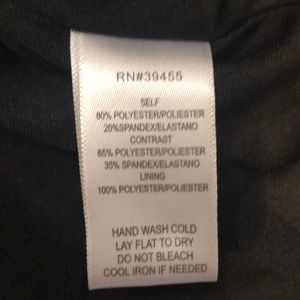 RN#39455
SELF
80% POLYESTER/POLIESTER
20%SPANDEX/ELASTANO
CONTRAST
65% POLYESTER/POLIESTER
35% SPANDEX/ELASTANO
LINING
100% POLYESTER/POLIESTER
HAND WASH COLD
LAY FLAT TO DRY
DO NOT BLEACH
COOL IRON IF NEEDED